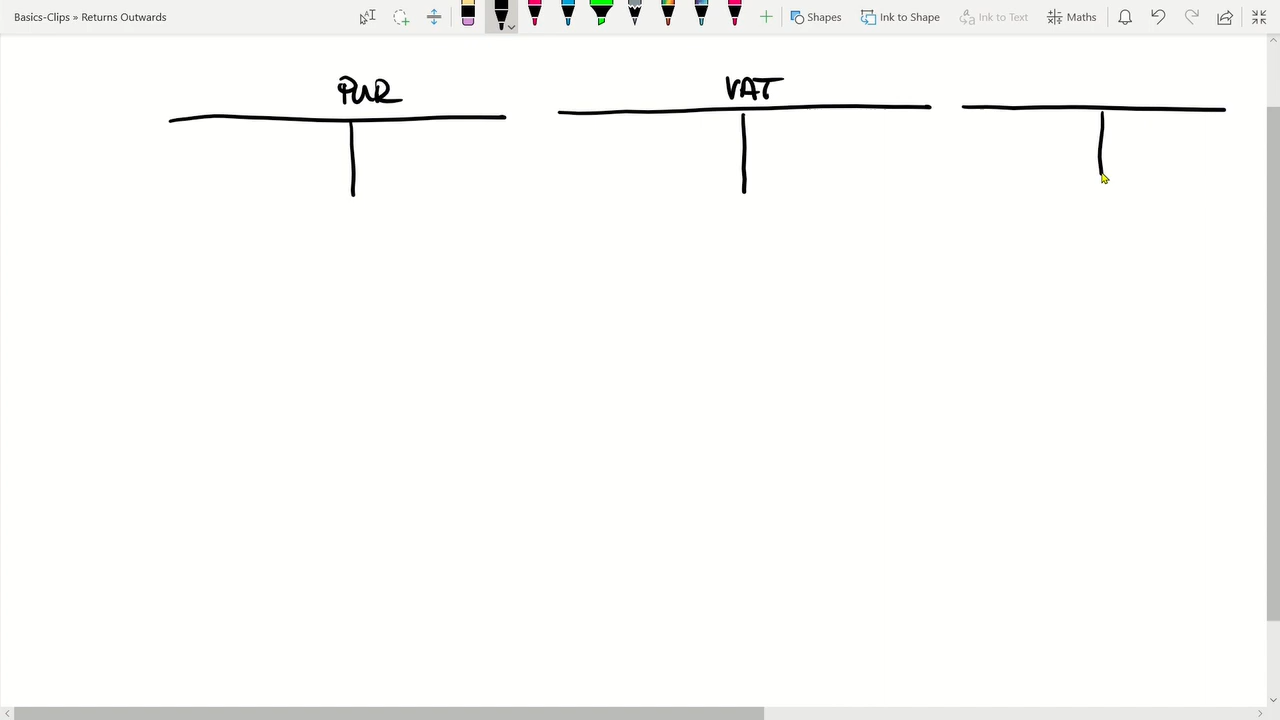 Basics-Clips » Returns Outwards
Shapes
Ink to Shape
Ink to Text
Maths
PUR
VAT